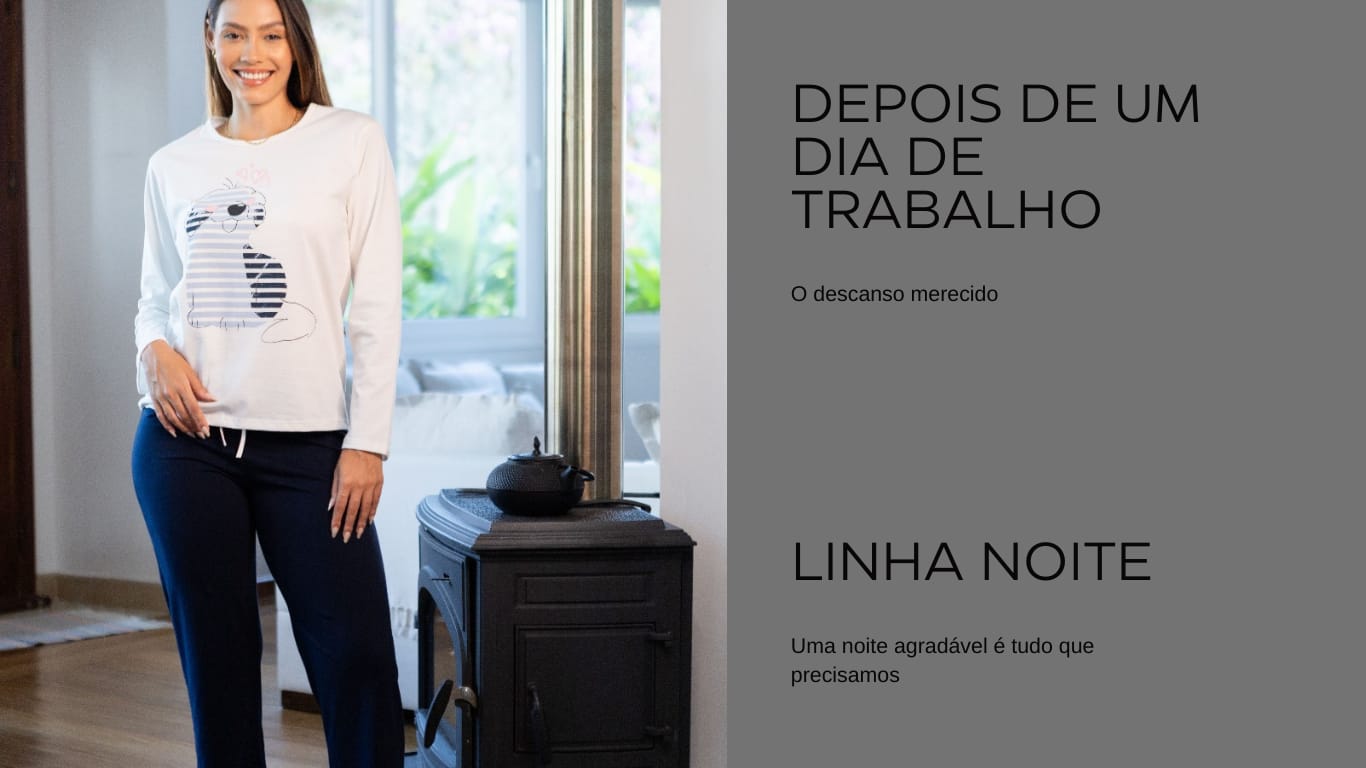 DEPOIS DE UM
DIA DE
TRABALHO
O descanso merecido
LINHA NOITE
Uma noite agradável é tudo que
precisamos